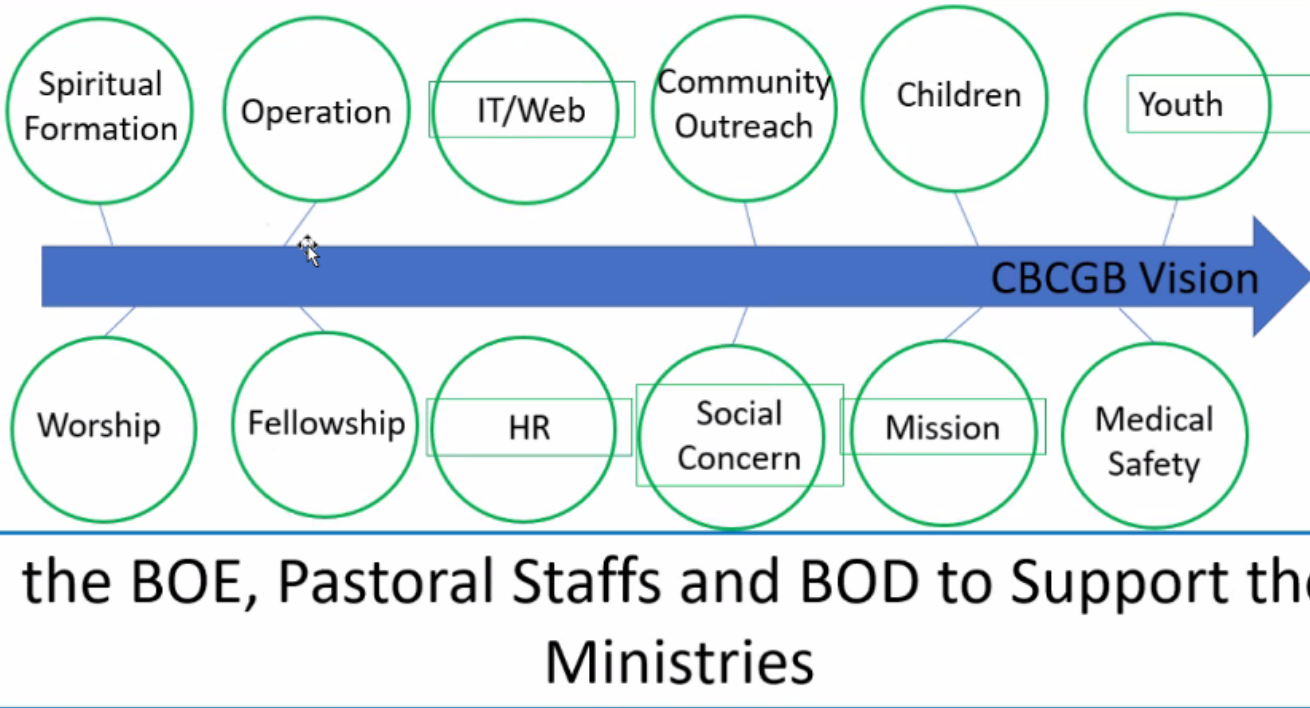 Spiritual
Formation
Operation
IT/Web
Community
Outreach
Children
Youth
CBCGB Vision
Worship
Fellowship
HR
Social
Concern
Mission
Medical
Safety
the BOE, Pastoral Staffs and BOD to Support the
Ministries